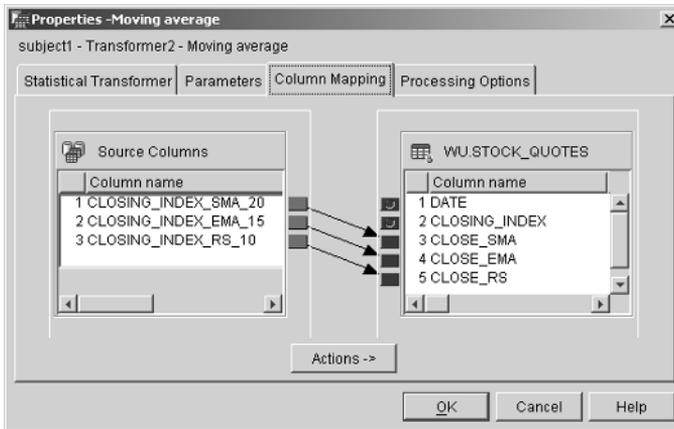 Properties -Moving average
subject1 - Transformer2 - Moving average
Statistical Transformer Parameters Column Mapping Processing Options
Source Columns
Column name
1 CLOSING_INDEX_SMA_20
2 CLOSING_INDEX_EMA_15
3 CLOSING_INDEX_RS_10
WU.STOCK_QUOTES
Column name
1 DATE
2 CLOSING_INDEX
3 CLOSE_SMA
4 CLOSE_EMA
5 CLOSE_RS
Actions ->
OK Cancel Help